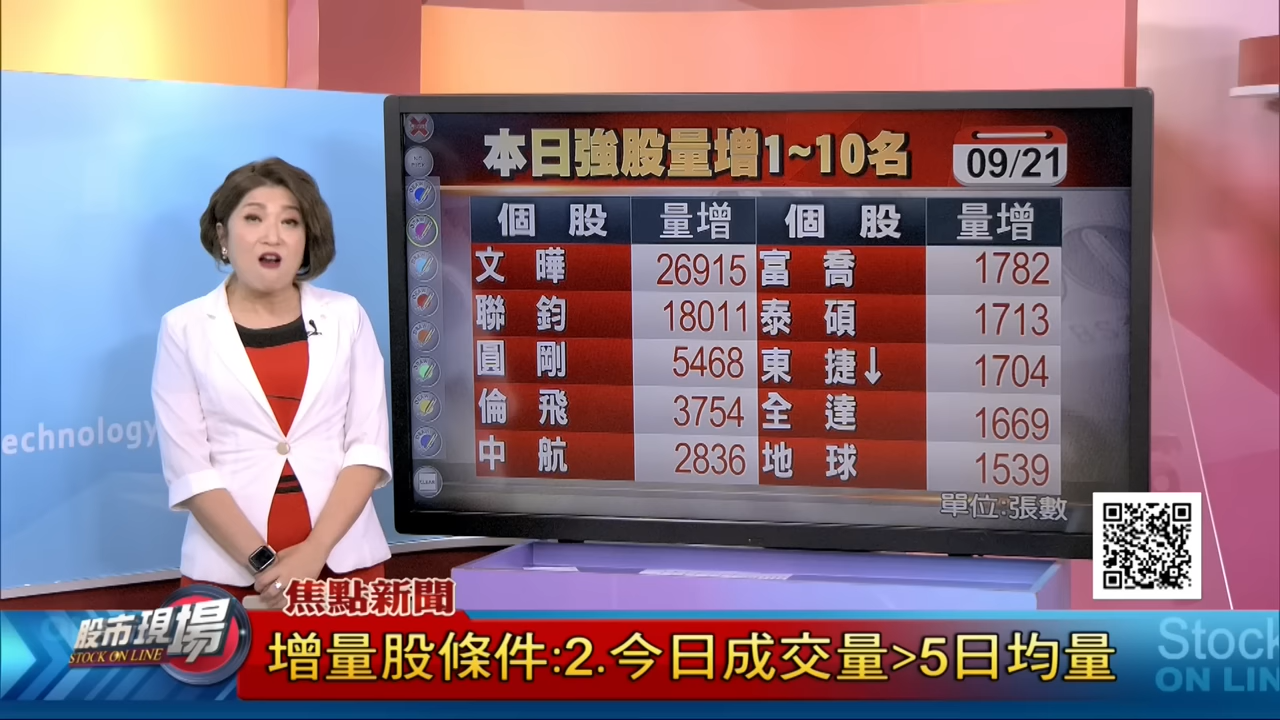 本日強股量增1~10名
09/21
個股 量增 個股 量增
文曄 26915 富喬 1782
聯鈞 18011 泰碩 1713
圓剛 5468 東捷↓ 1704
倫飛 3754 全達 1669
中航 2836 地球 1539
單位:張數
echnology
焦點新聞
股市現場
STOCK ON LINE
增量股條件:2.今日成交量>5日均量
Stock
ON LIN